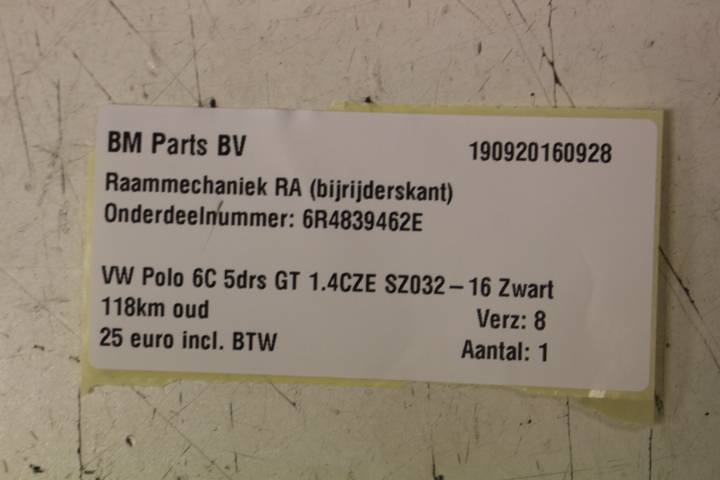 BM Parts BV 190920160928
Raammechaniek RA (bijrijderskant)
Onderdeelnummer: 6R4839462E
VW Polo 6C 5drs GT 1.4CZE SZ032-16 Zwart
118km oud Verz: 8
25 euro incl. BTW Aantal: 1